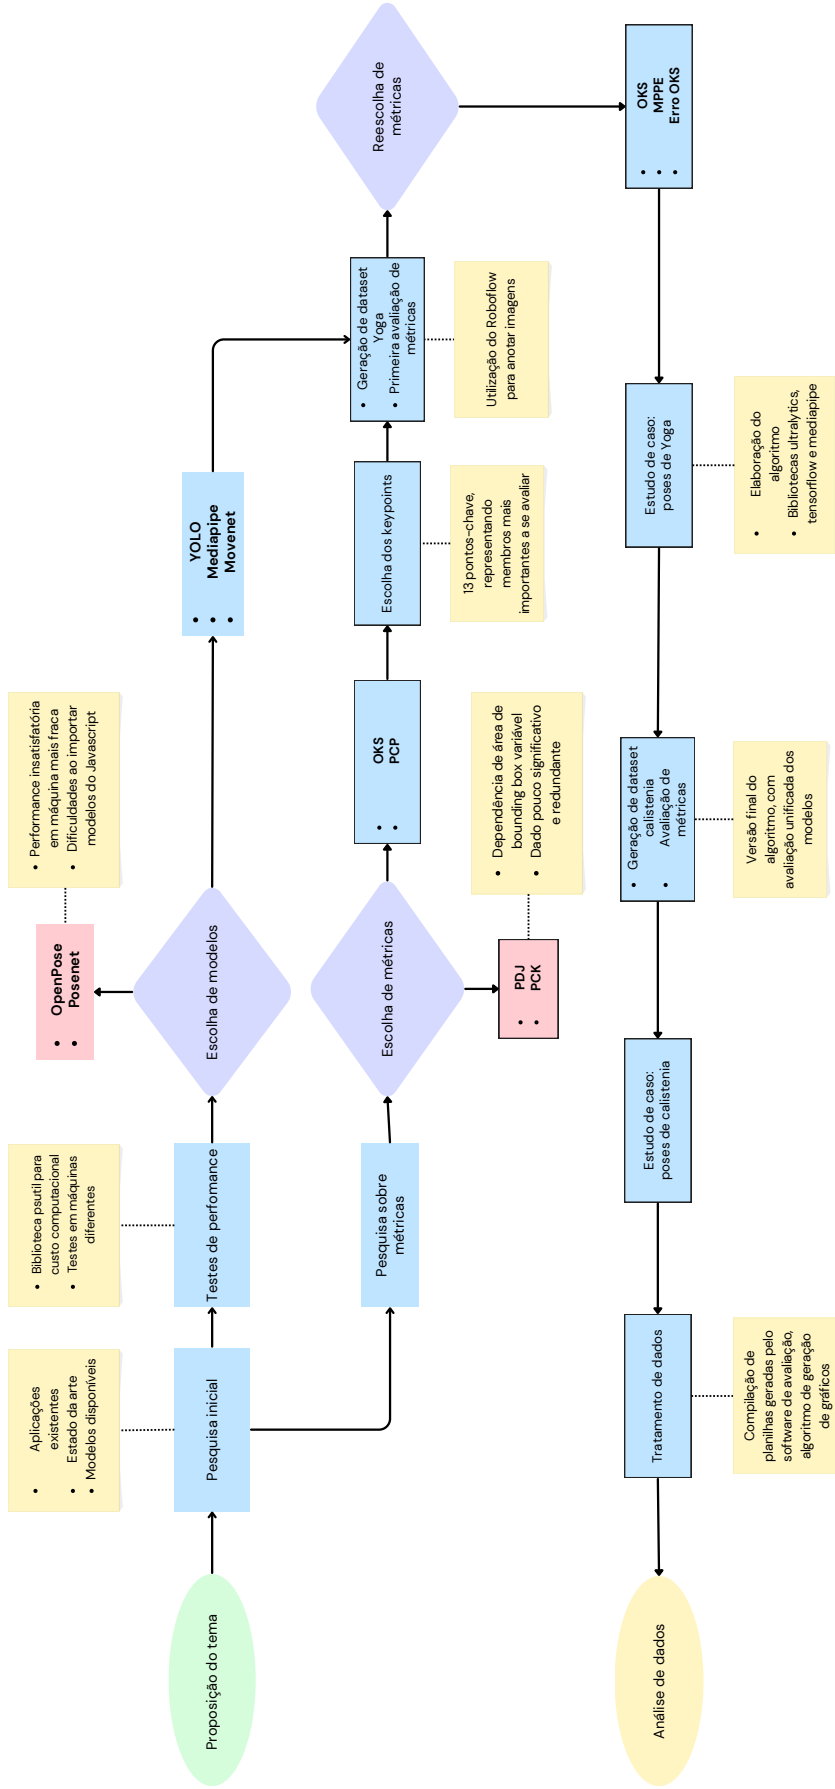 Proposição do tema
Aplicações
existentes
Estado da arte
Modelos disponíveis
Pesquisa inicial
Biblioteca psutil para
custo computacional
Testes em máquinas
diferentes
Testes de perfomance
Escolha de modelos
OpenPose
Posenet
Performance insatisfatória
em máquina mais fraca
Dificuldades ao importar
modelos do Javascript
YOLO
Mediapipe
Movenet
Pesquisa sobre
métricas
Escolha de métricas
PDJ
PCK
Dependência de área de
bounding box variável
Dado pouco significativo
e redundante
OKS
PCP
Escolha dos keypoints
13 pontos-chave,
representando
membros mais
importantes a se avaliar
Geração de dataset
Yoga
Primeira avaliação de
métricas
Utilização do Roboflow
para anotar imagens
Reescolha de
métricas
OKS
MPPE
Erro OKS
Estudo de caso:
poses de Yoga
Elaboração do
algoritmo
Bibliotecas ultralytics,
tensorflow e mediapipe
Geração de dataset
calistenia
Avaliação de
métricas
Versão final do
algoritmo, com
avaliação unificada dos
modelos
Estudo de caso:
poses de calistenia
Tratamento de dados
Compilação de
planilhas geradas pelo
software de avaliação,
algoritmo de geração
de gráficos
Análise de dados